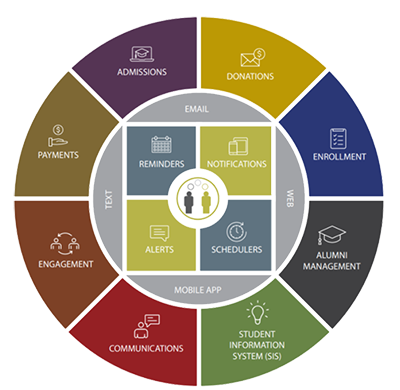 ADMISSIONS
DONATIONS
PAYMENTS
EMAIL
ENROLLMENT
REMINDERS
NOTIFICATIONS
TEXT
WEB
ALERTS
SCHEDULERS
ENGAGEMENT
ALUMNI
MANAGEMENT
MOBILE APP
COMMUNICATIONS
STUDENT
INFORMATION
SYSTEM (SIS)